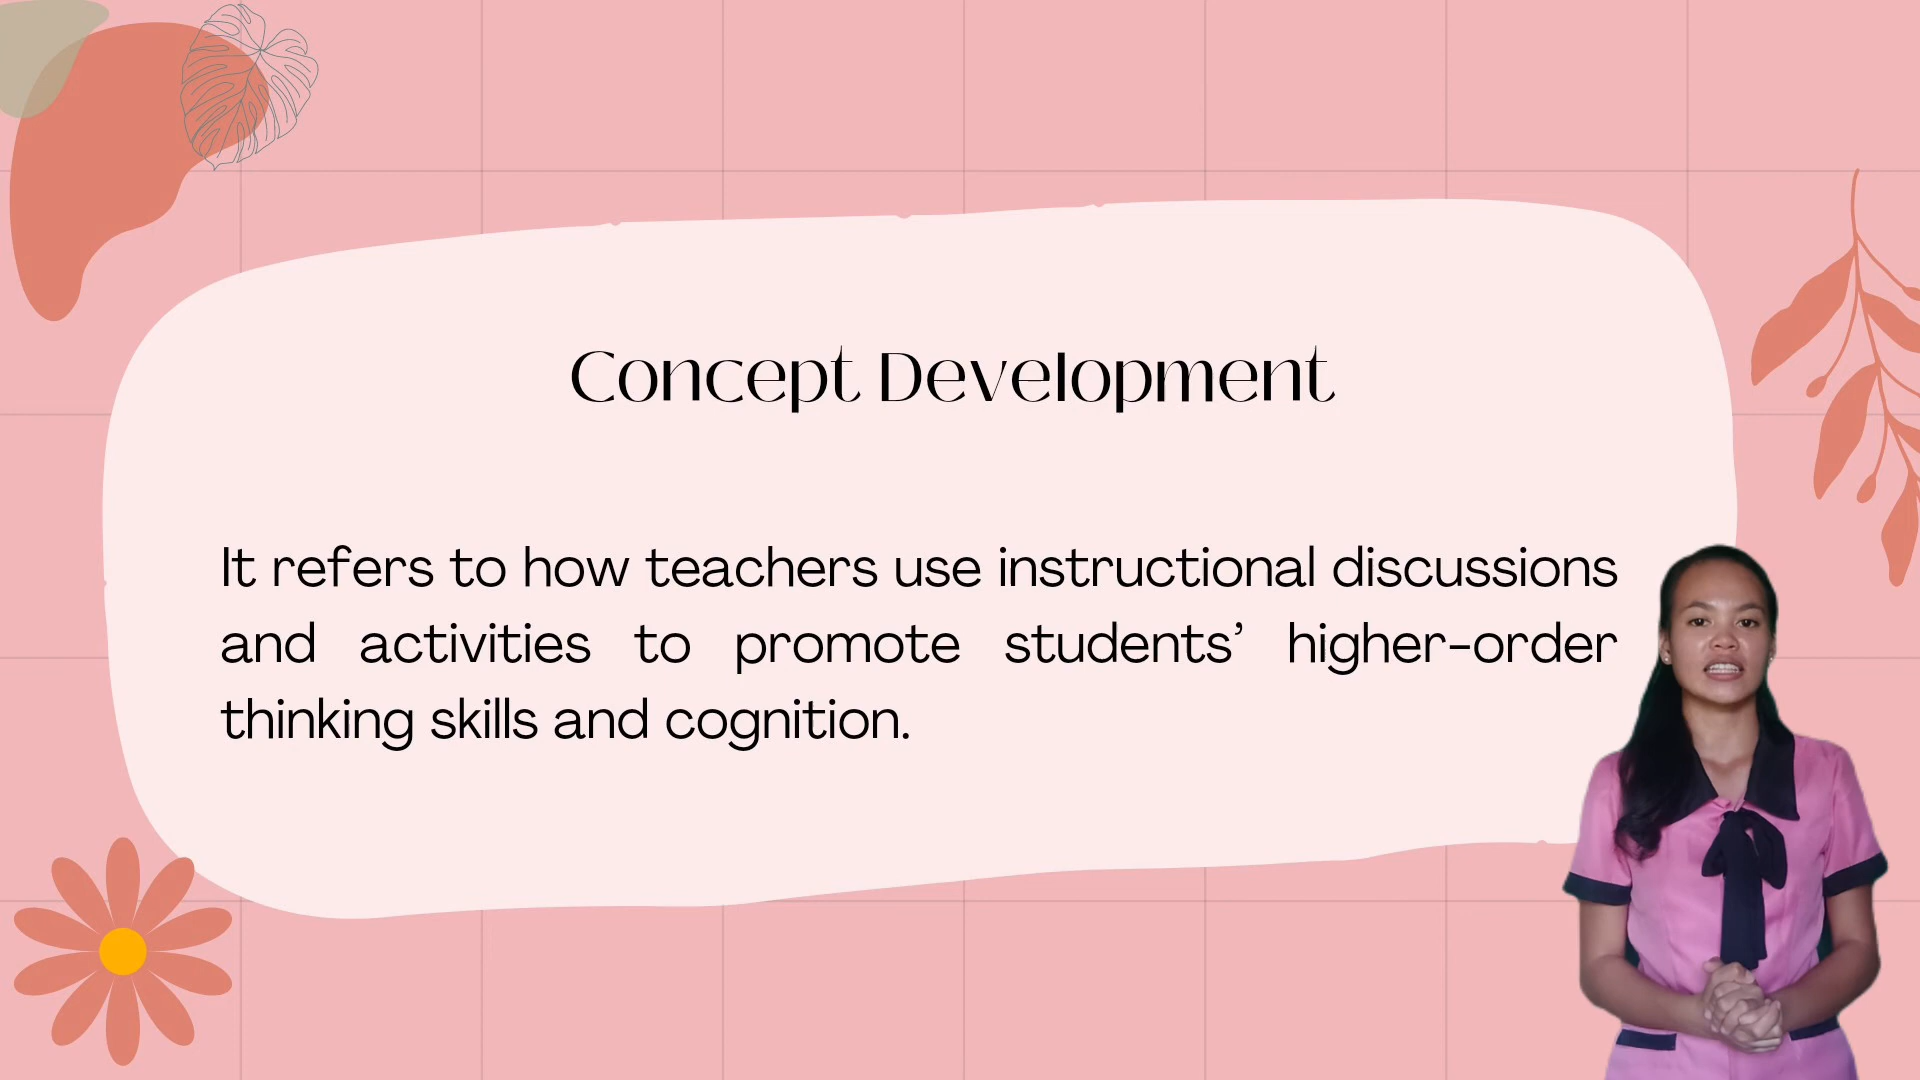 Concept Development
It refers to how teachers use instructional discussions
and activities to promote students’ higher-order
thinking skills and cognition.